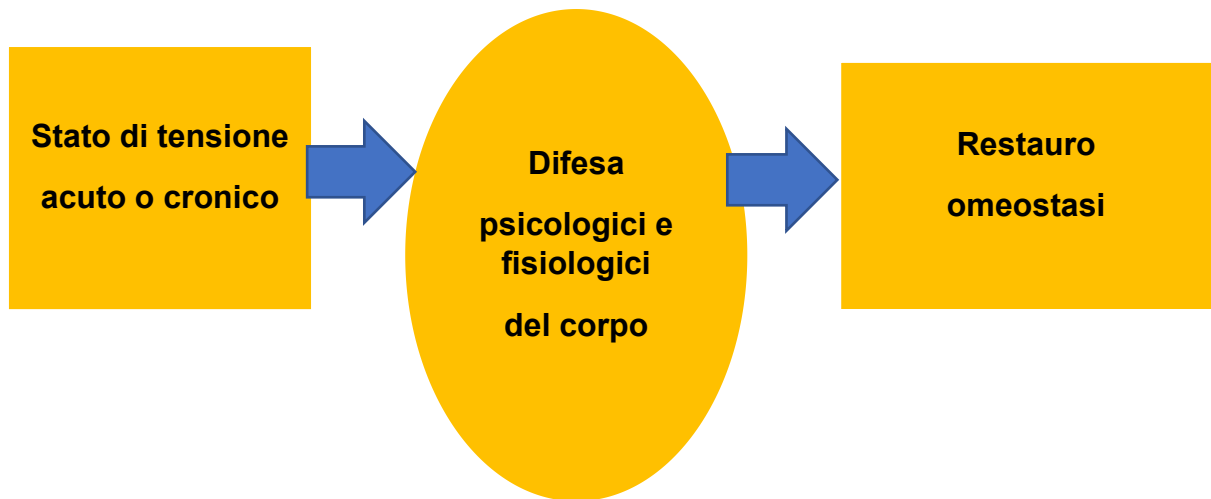 Stato di tensione
acuto o cronico
Difesa
psicologici e
fisiologici
del corpo
Restauro
omeostasi